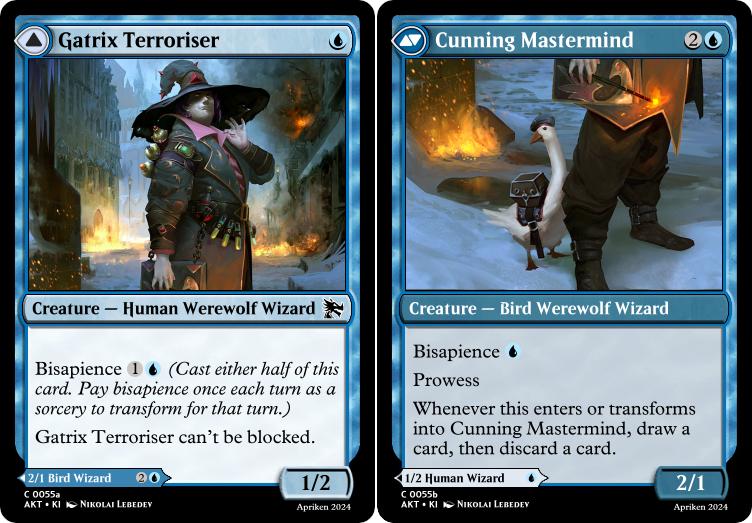 Gatrix Terroriser
Creature — Human Werewolf Wizard
Bisapience 1 (Cast either half of this
card. Pay bisapience once each turn as a
sorcery to transform for that turn.)
Gatrix Terroriser can't be blocked.
2/1 Bird Wizard 2
1/2
C 0055a
AKT • KI Nikolai Lebedev
Apriken 2024
Cunning Mastermind 2
Creature — Bird Werewolf Wizard
Bisapience
Prowess
Whenever this enters or transforms
into Cunning Mastermind, draw a
card, then discard a card.
1/2 Human Wizard
2/1
C 0055b
AKT • KI Nikolai Lebedev
Apriken 2024